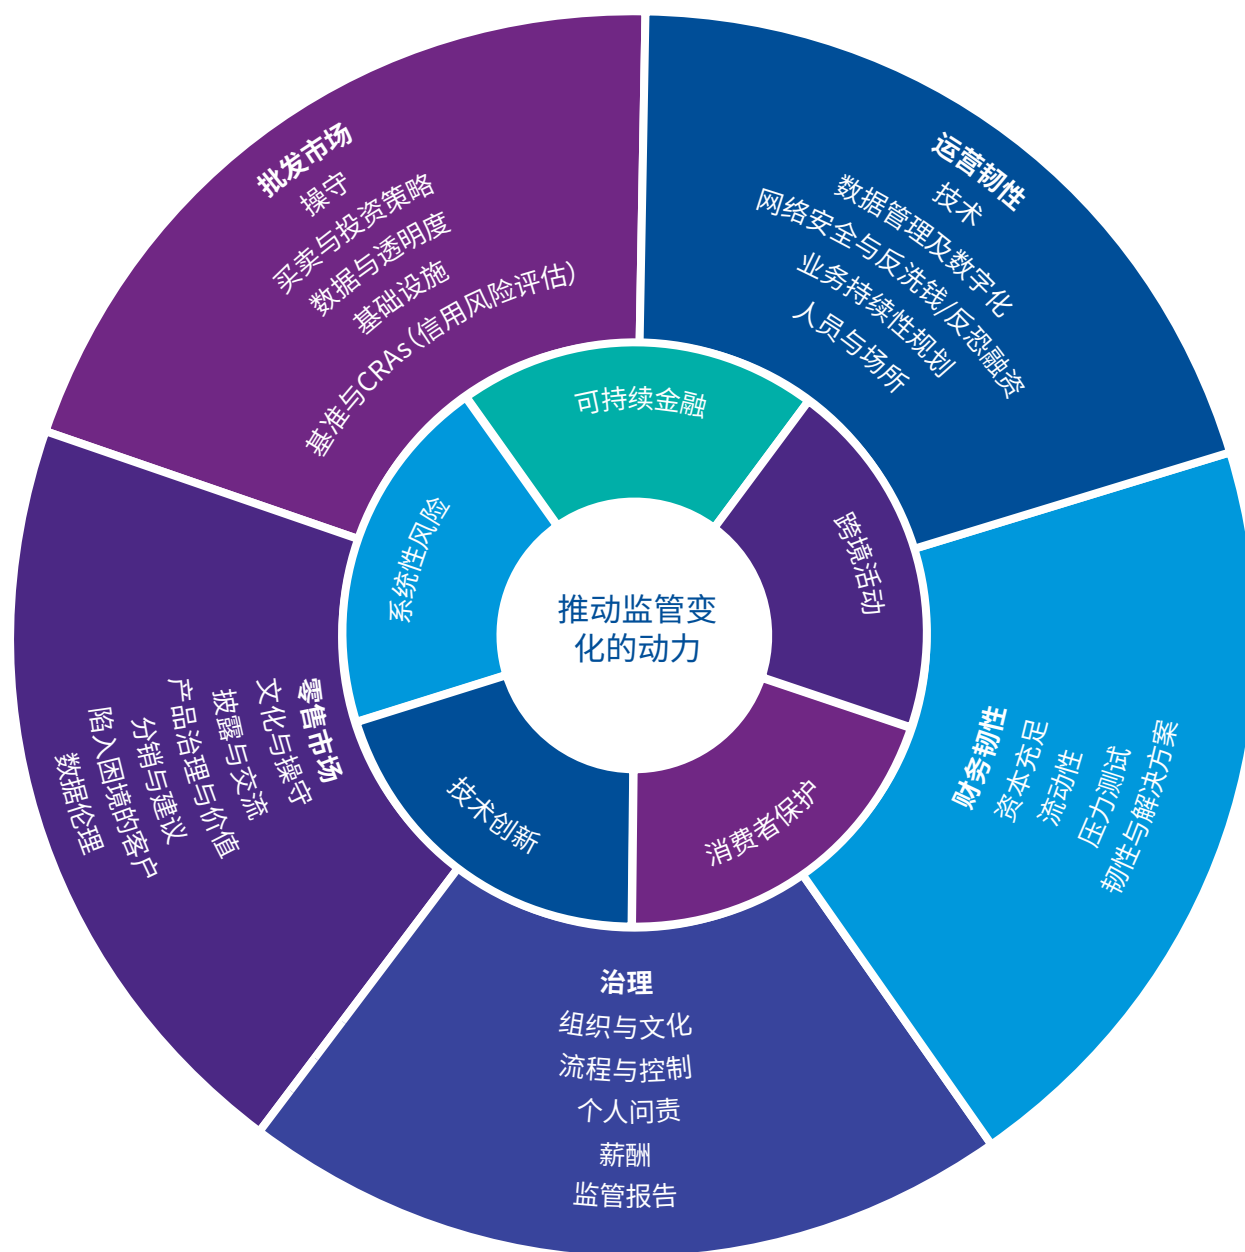 批发市场
操守
买卖与投资策略
数据与透明度
基础设施
基准与CRAs（信用风险评估）
运营韧性
技术
数据管理及数字化
网络安全与反洗钱/反恐融资
业务持续性规划
人员与场所
财务韧性
资本充足
流动性
压力测试
韧性与解决方案
治理
组织与文化
流程与控制
个人问责
薪酬
监管报告
零售市场
文化与操守
披露与交流
产品治理与价值
分销与建议
陷入困境的客户
数据伦理
可持续金融
跨境活动
消费者保护
技术创新
系统性风险
推动监管变
化的动力